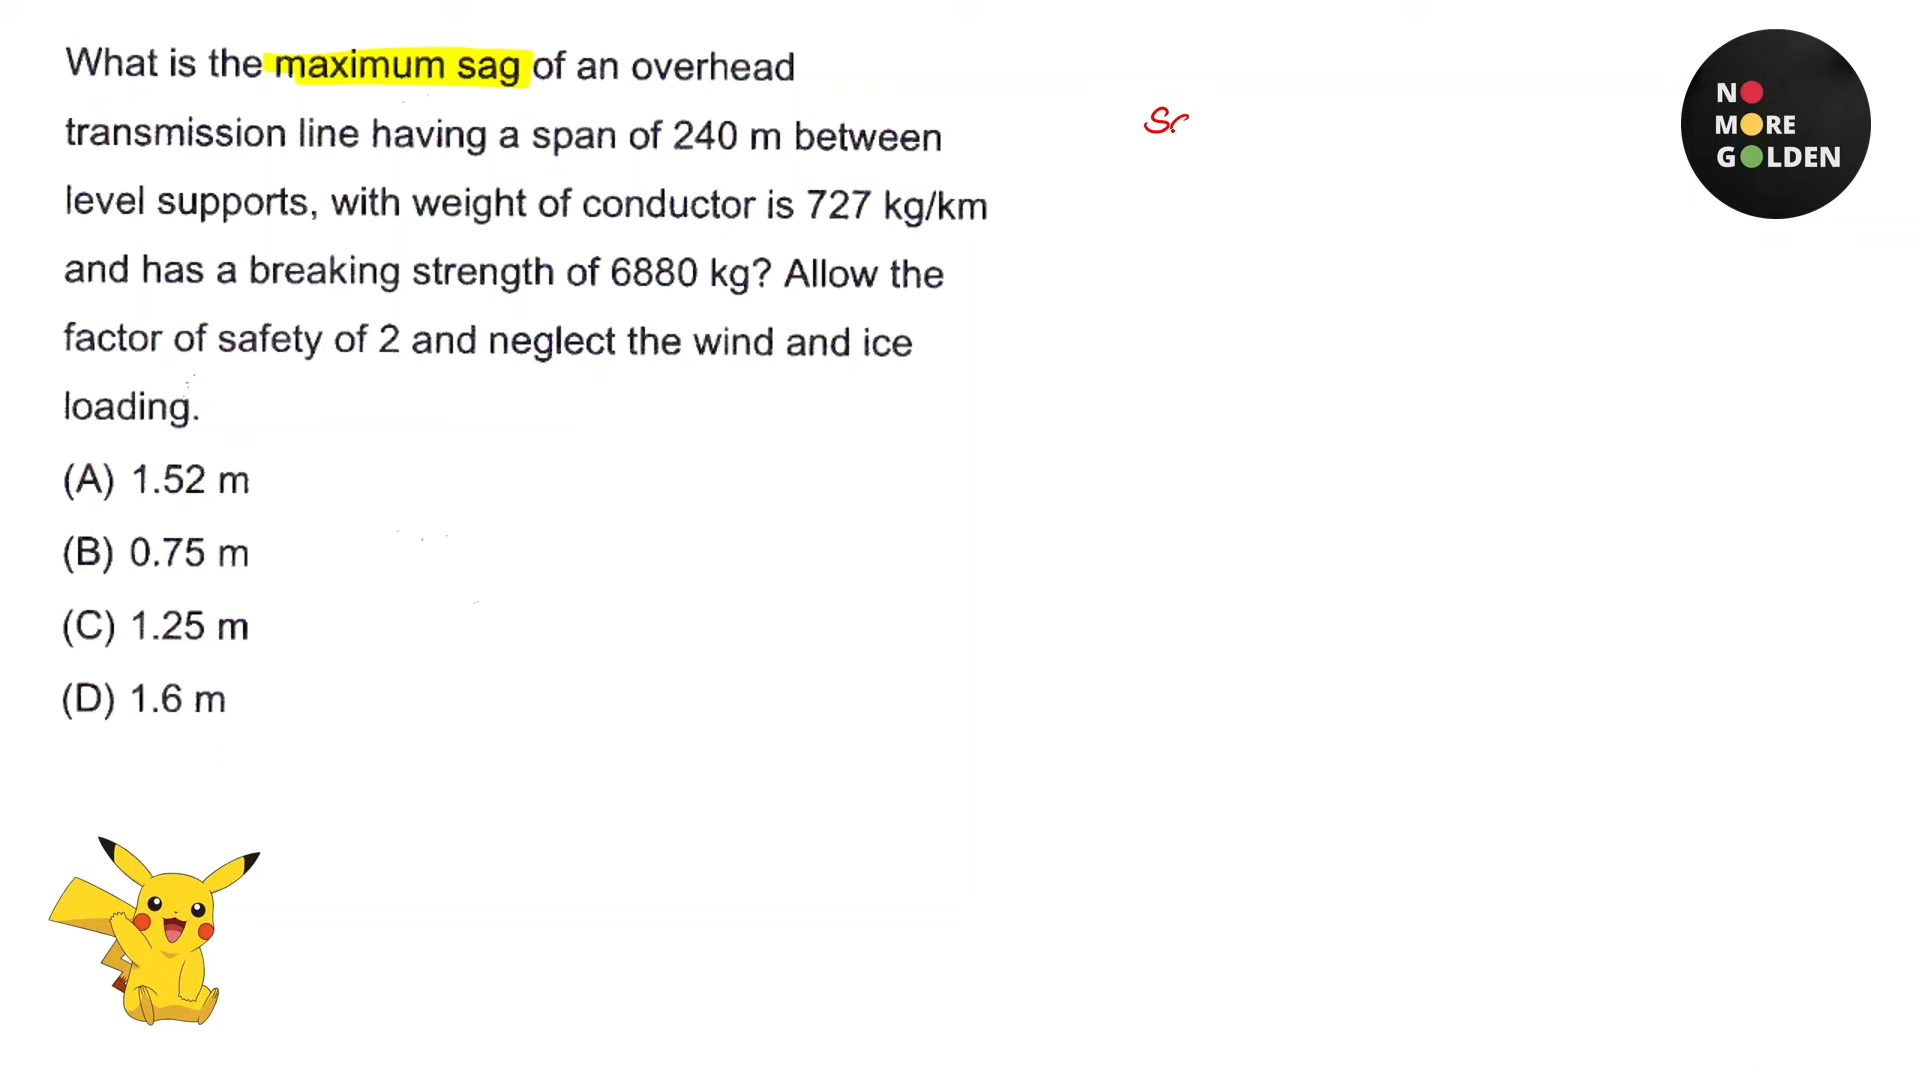 What is the maximum sag of an overhead
transmission line having a span of 240 m between
level supports, with weight of conductor is 727 kg/km
and has a breaking strength of 6880 kg? Allow the
factor of safety of 2 and neglect the wind and ice
loading.
(A) 1.52 m
(B) 0.75 m
(C) 1.25 m
(D) 1.6 m
NO
MORE
GOLDEN